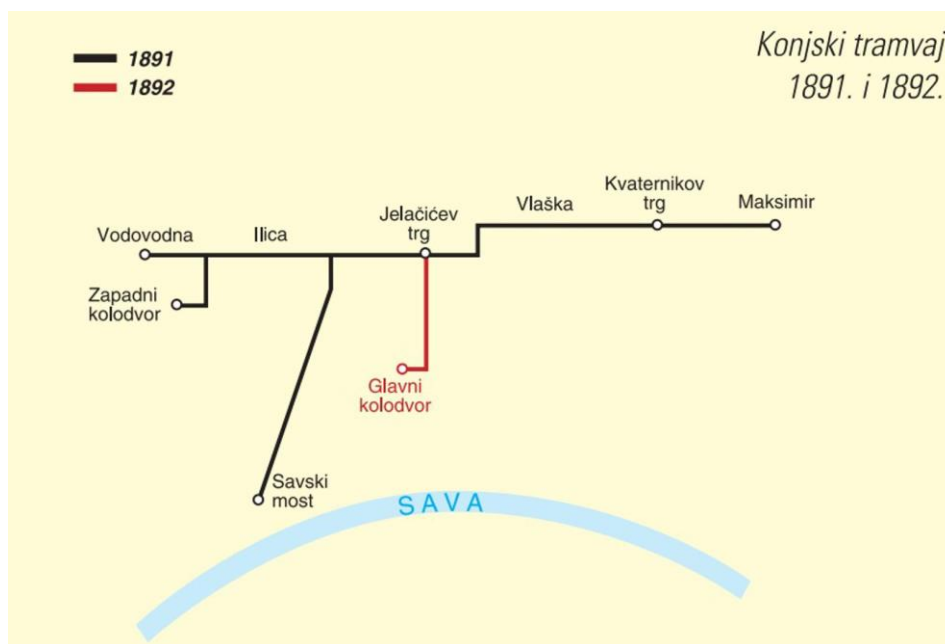 1891
1892
Konjski tramvaj
1891. i 1892.
Kvaternikov
trg
Vlaška
Maksimir
Jelačićev
trg
Ilica
Vodovodna
Zapadni
kolodvor
Glavni
kolodvor
Savski
most
SAVA